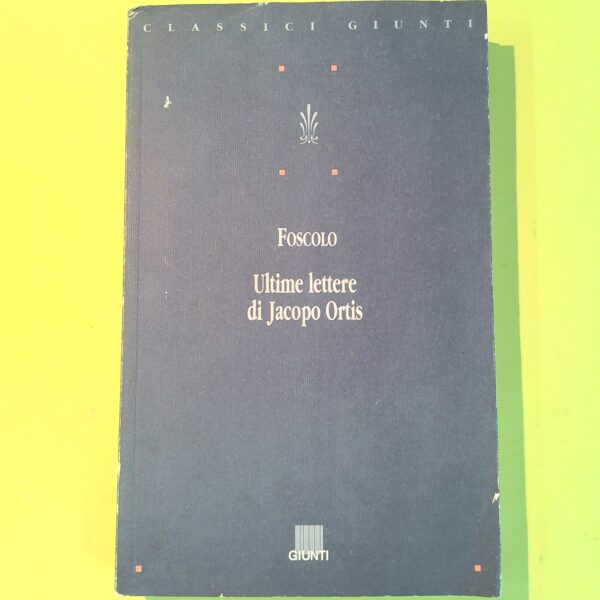 CLASSICI GIUNTI
FOSCOLO
Ultime lettere
di Jacopo Ortis
GIUNTI